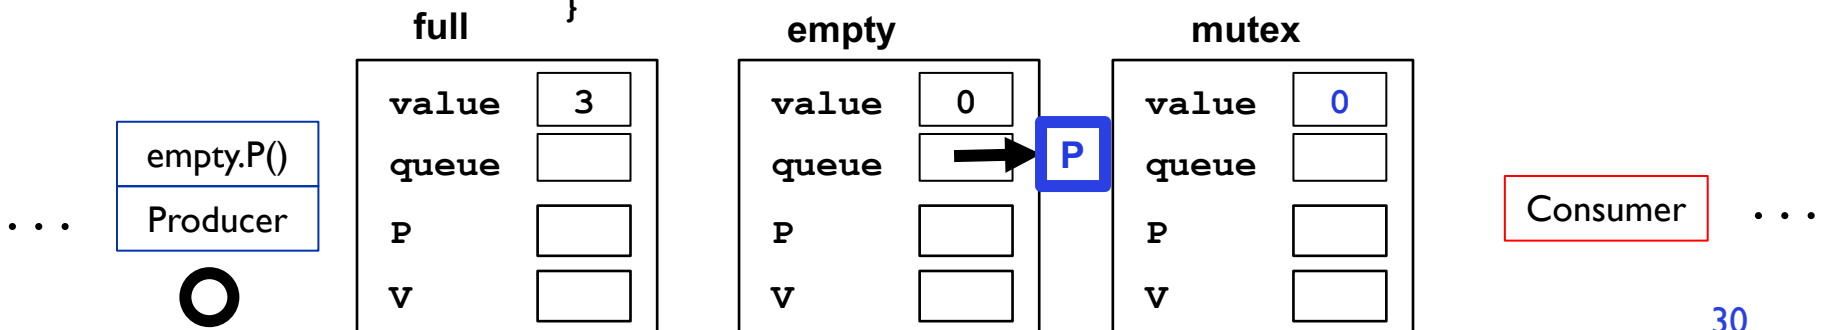 }
full empty mutex
value 3 value 0 value 0
empty.P() queue queue P queue
... Producer Consumer ...
P P P
V V V
30